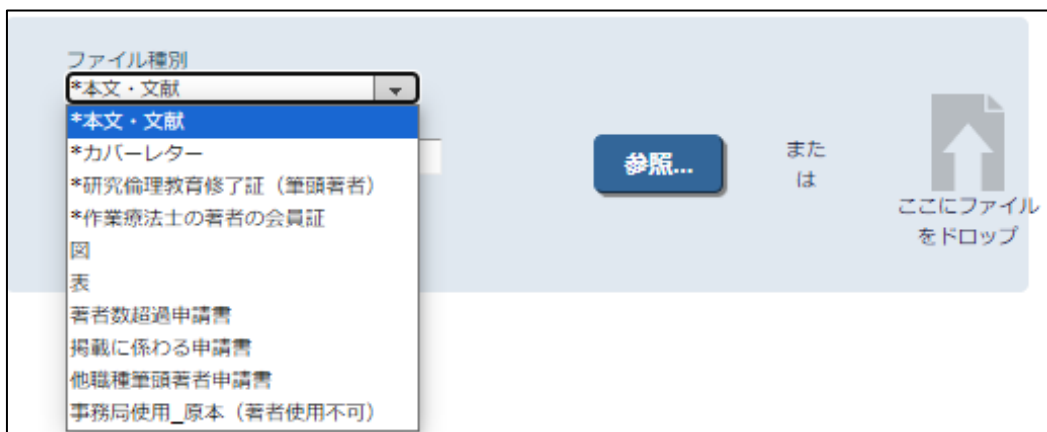 ファイル種別
*本文・文献
*本文・文献
*カバーレター
*研究倫理教育修了証（筆頭著者）
*作業療法士の著者の会員証
図
表
著者数超過申請書
掲載に係わる申請書
他職種筆頭著者申請書
事務局使用_原本（著者使用不可）
参照...
また
は
ここにファイル
をドロップ